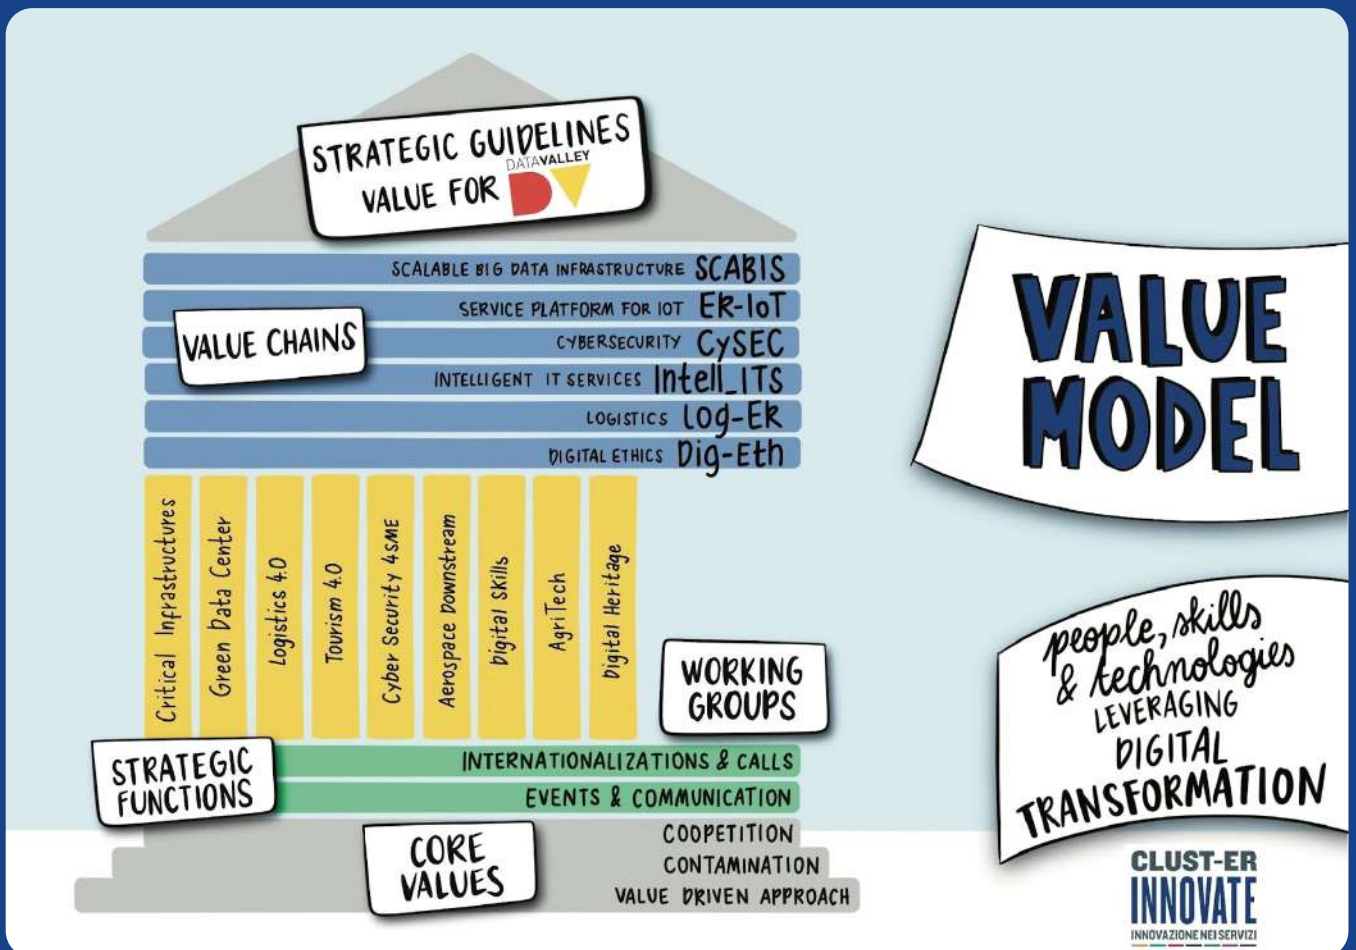 STRATEGIC GUIDELINES
VALUE FOR
DATAVALLEY
DV
SCALABLE BIG DATA INFRASTRUCTURE SCABIS
SERVICE PLATFORM FOR IOT ER-IoT
CYBERSECURITY CySEC
INTELLIGENT IT SERVICES Intell_ITS
LOGISTICS Log-ER
DIGITAL ETHICS Dig-Eth
VALUE CHAINS
Critical Infrastructures
Green Data Center
Logistics 4.0
Tourism 4.0
Cyber Security 4SME
Aerospace Downstream
Digital skills
AgriTech
Digital Heritage
WORKING
GROUPS
STRATEGIC
FUNCTIONS
INTERNATIONALIZATIONS & CALLS
EVENTS & COMMUNICATION
CORE
VALUES
COOPETITION
CONTAMINATION
VALUE DRIVEN APPROACH
VALUE
MODEL
people, skills
& technologies
LEVERAGING
DIGITAL
TRANSFORMATION
CLUST-ER
INNOVATE
INNOVAZIONE NEI SERVIZI